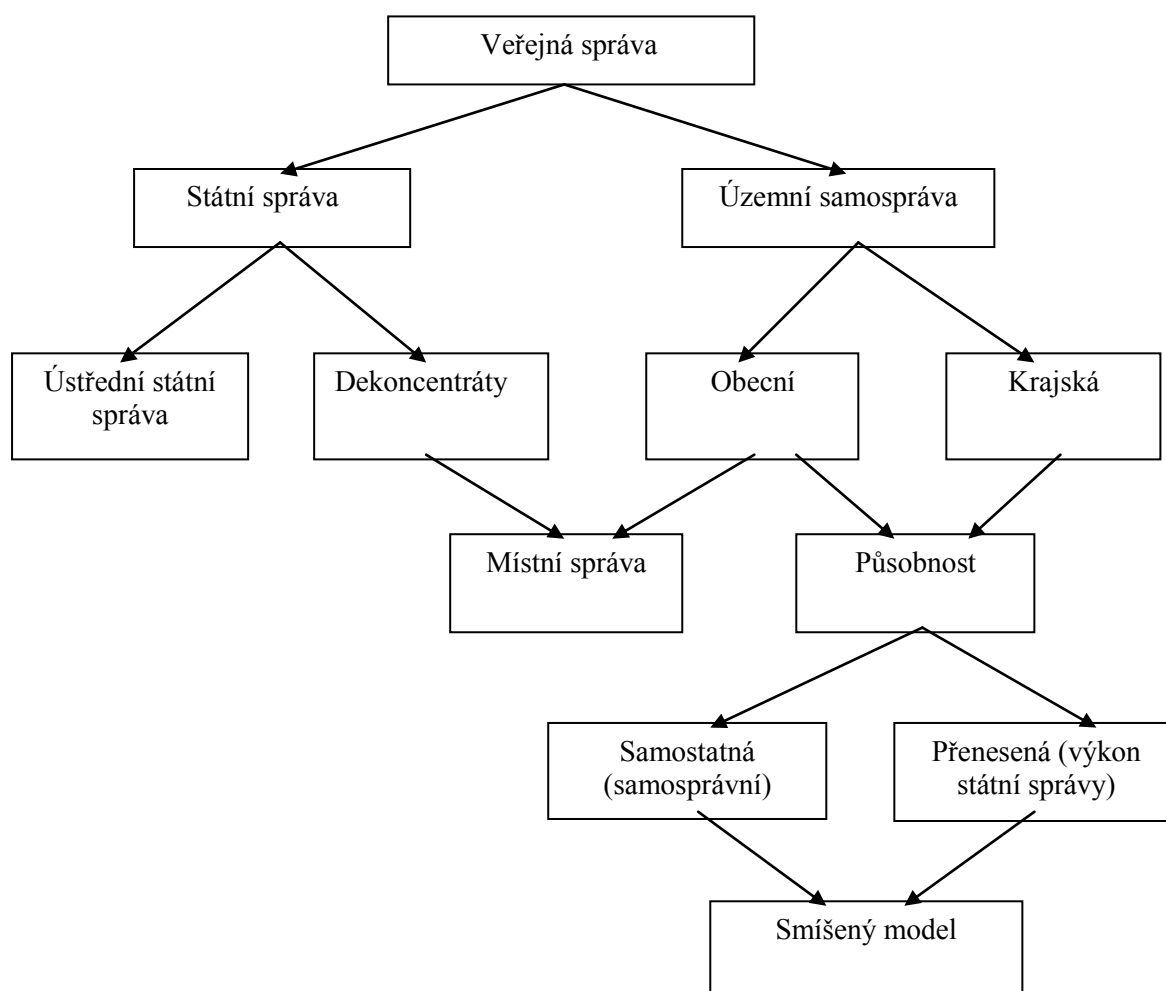 Veřejná správa
Státní správa
Územní samospráva
Ústřední státní
správa
Dekoncentráty
Obecní
Krajská
Místní správa
Působnost
Samostatná
(samosprávní)
Přenesená (výkon
státní správy)
Smíšený model